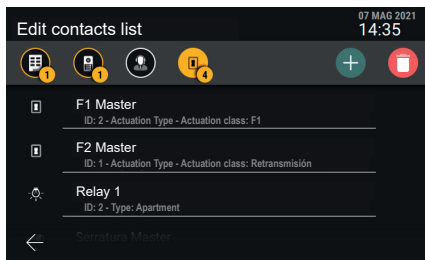 07 MAG 2021
Edit contacts list
14:35
1
1
4
F1 Master
ID: 2 - Actuation Type - Actuation class: F1
F2 Master
ID: 1 - Actuation Type - Actuation class: Retransmisión
Relay 1
ID: 2 - Type: Apartment
Serratura Master